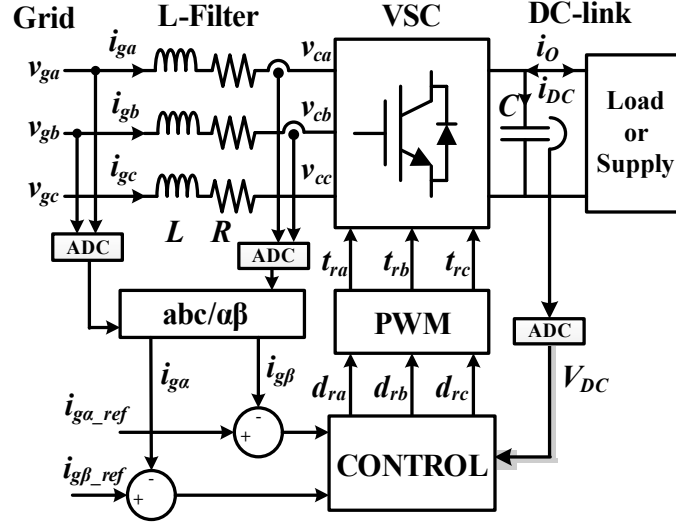 Grid L-Filter VSC DC-link
i_ga v_ca i_O
v_ga
i_DC
i_gb v_cb C Load
v_gb or
Supply
i_gc v_cc
v_gc
L R
ADC ADC t_ra t_rb t_rc
abc/αβ PWM ADC
i_gα i_gβ d_ra d_rb d_rc V_DC
i_gα_ref - +
CONTROL
i_gβ_ref - +